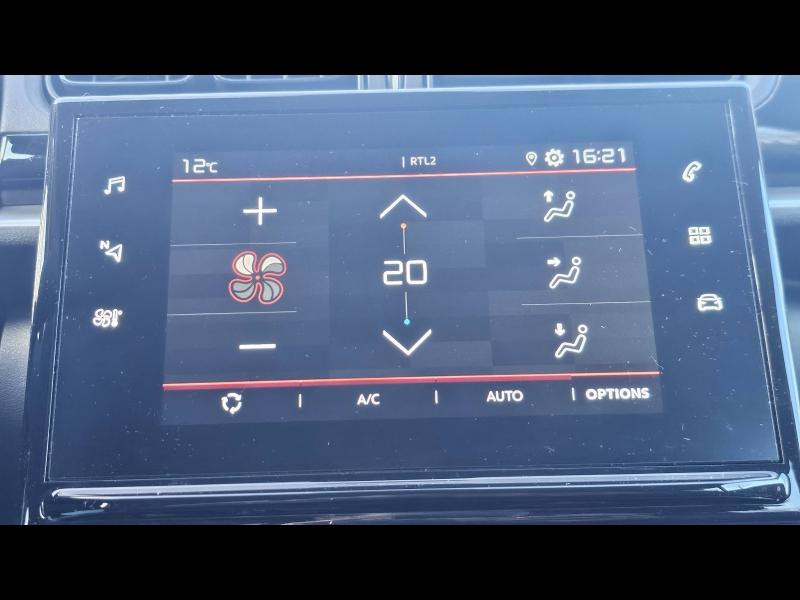 12°C | RTL2 16:21
N
20
| A/C | AUTO | OPTIONS